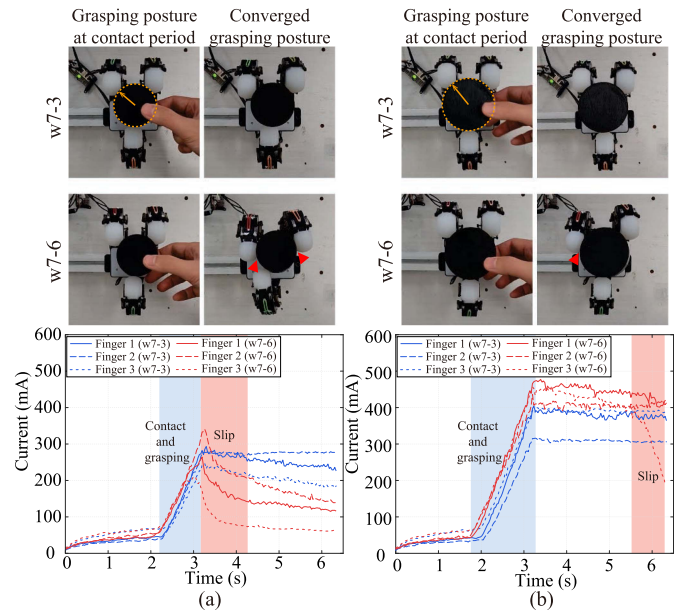 Grasping posture
at contact period
Converged
grasping posture
w7-3
w7-6
600
500
400
300
200
100
0
Current (mA)
Finger 1 (w7-3)
Finger 2 (w7-3)
Finger 3 (w7-3)
Finger 1 (w7-6)
Finger 2 (w7-6)
Finger 3 (w7-6)
Contact
and
grasping
Slip
0 1 2 3 4 5 6
Time (s)
(a)
Grasping posture
at contact period
Converged
grasping posture
w7-3
w7-6
600
500
400
300
200
100
0
Current (mA)
Finger 1 (w7-3)
Finger 2 (w7-3)
Finger 3 (w7-3)
Finger 1 (w7-6)
Finger 2 (w7-6)
Finger 3 (w7-6)
Contact
and
grasping
Slip
0 1 2 3 4 5 6
Time (s)
(b)